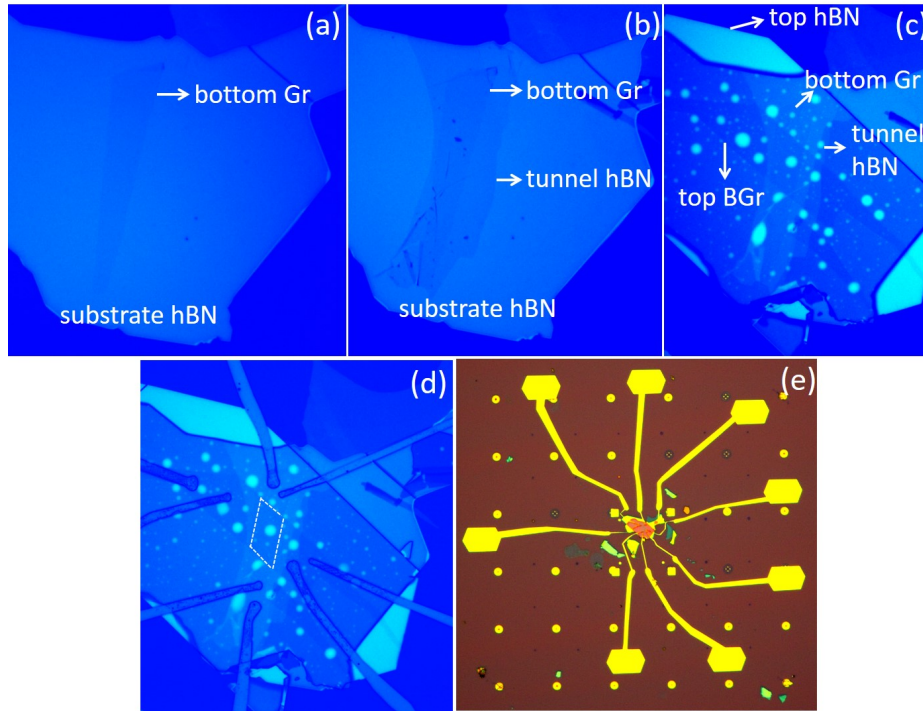 (a)
bottom Gr
substrate hBN
(b)
bottom Gr
tunnel hBN
substrate hBN
top hBN
(c)
bottom Gr
tunnel
hBN
top BGr
(d)
(e)